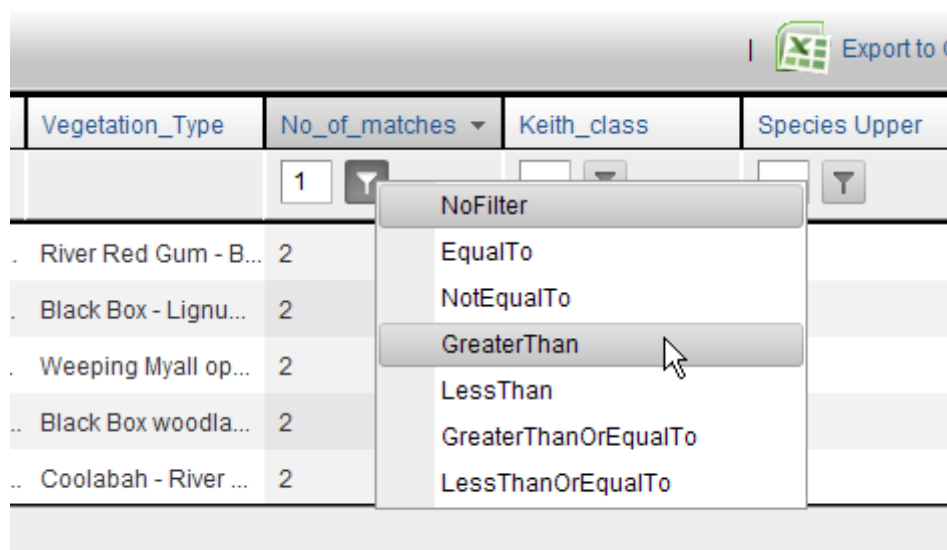 | Export to
Vegetation_Type No_of_matches Keith_class Species Upper
1
NoFilter
River Red Gum - B... 2 EqualTo
NotEqualTo
. Black Box - Lignu... 2
GreaterThan
. Weeping Myall op... 2
LessThan
.. Black Box woodla... 2
GreaterThanOrEqualTo
.. Coolabah - River ... 2 LessThanOrEqualTo